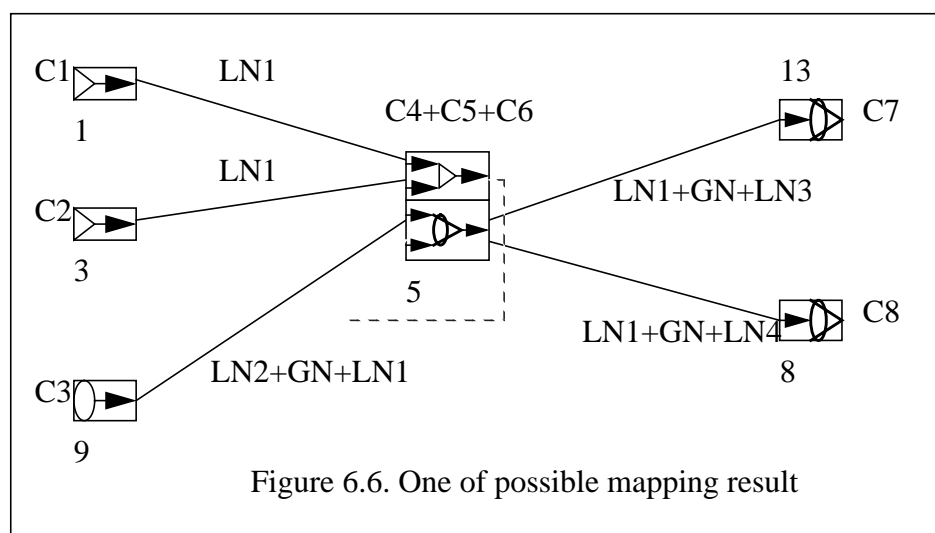 C1
LN1
13
C7
1
C4+C5+C6
LN1
LN1+GN+LN3
C2
3
5
C8
LN1+GN+LN4
8
LN2+GN+LN1
C3
9
Figure 6.6. One of possible mapping result